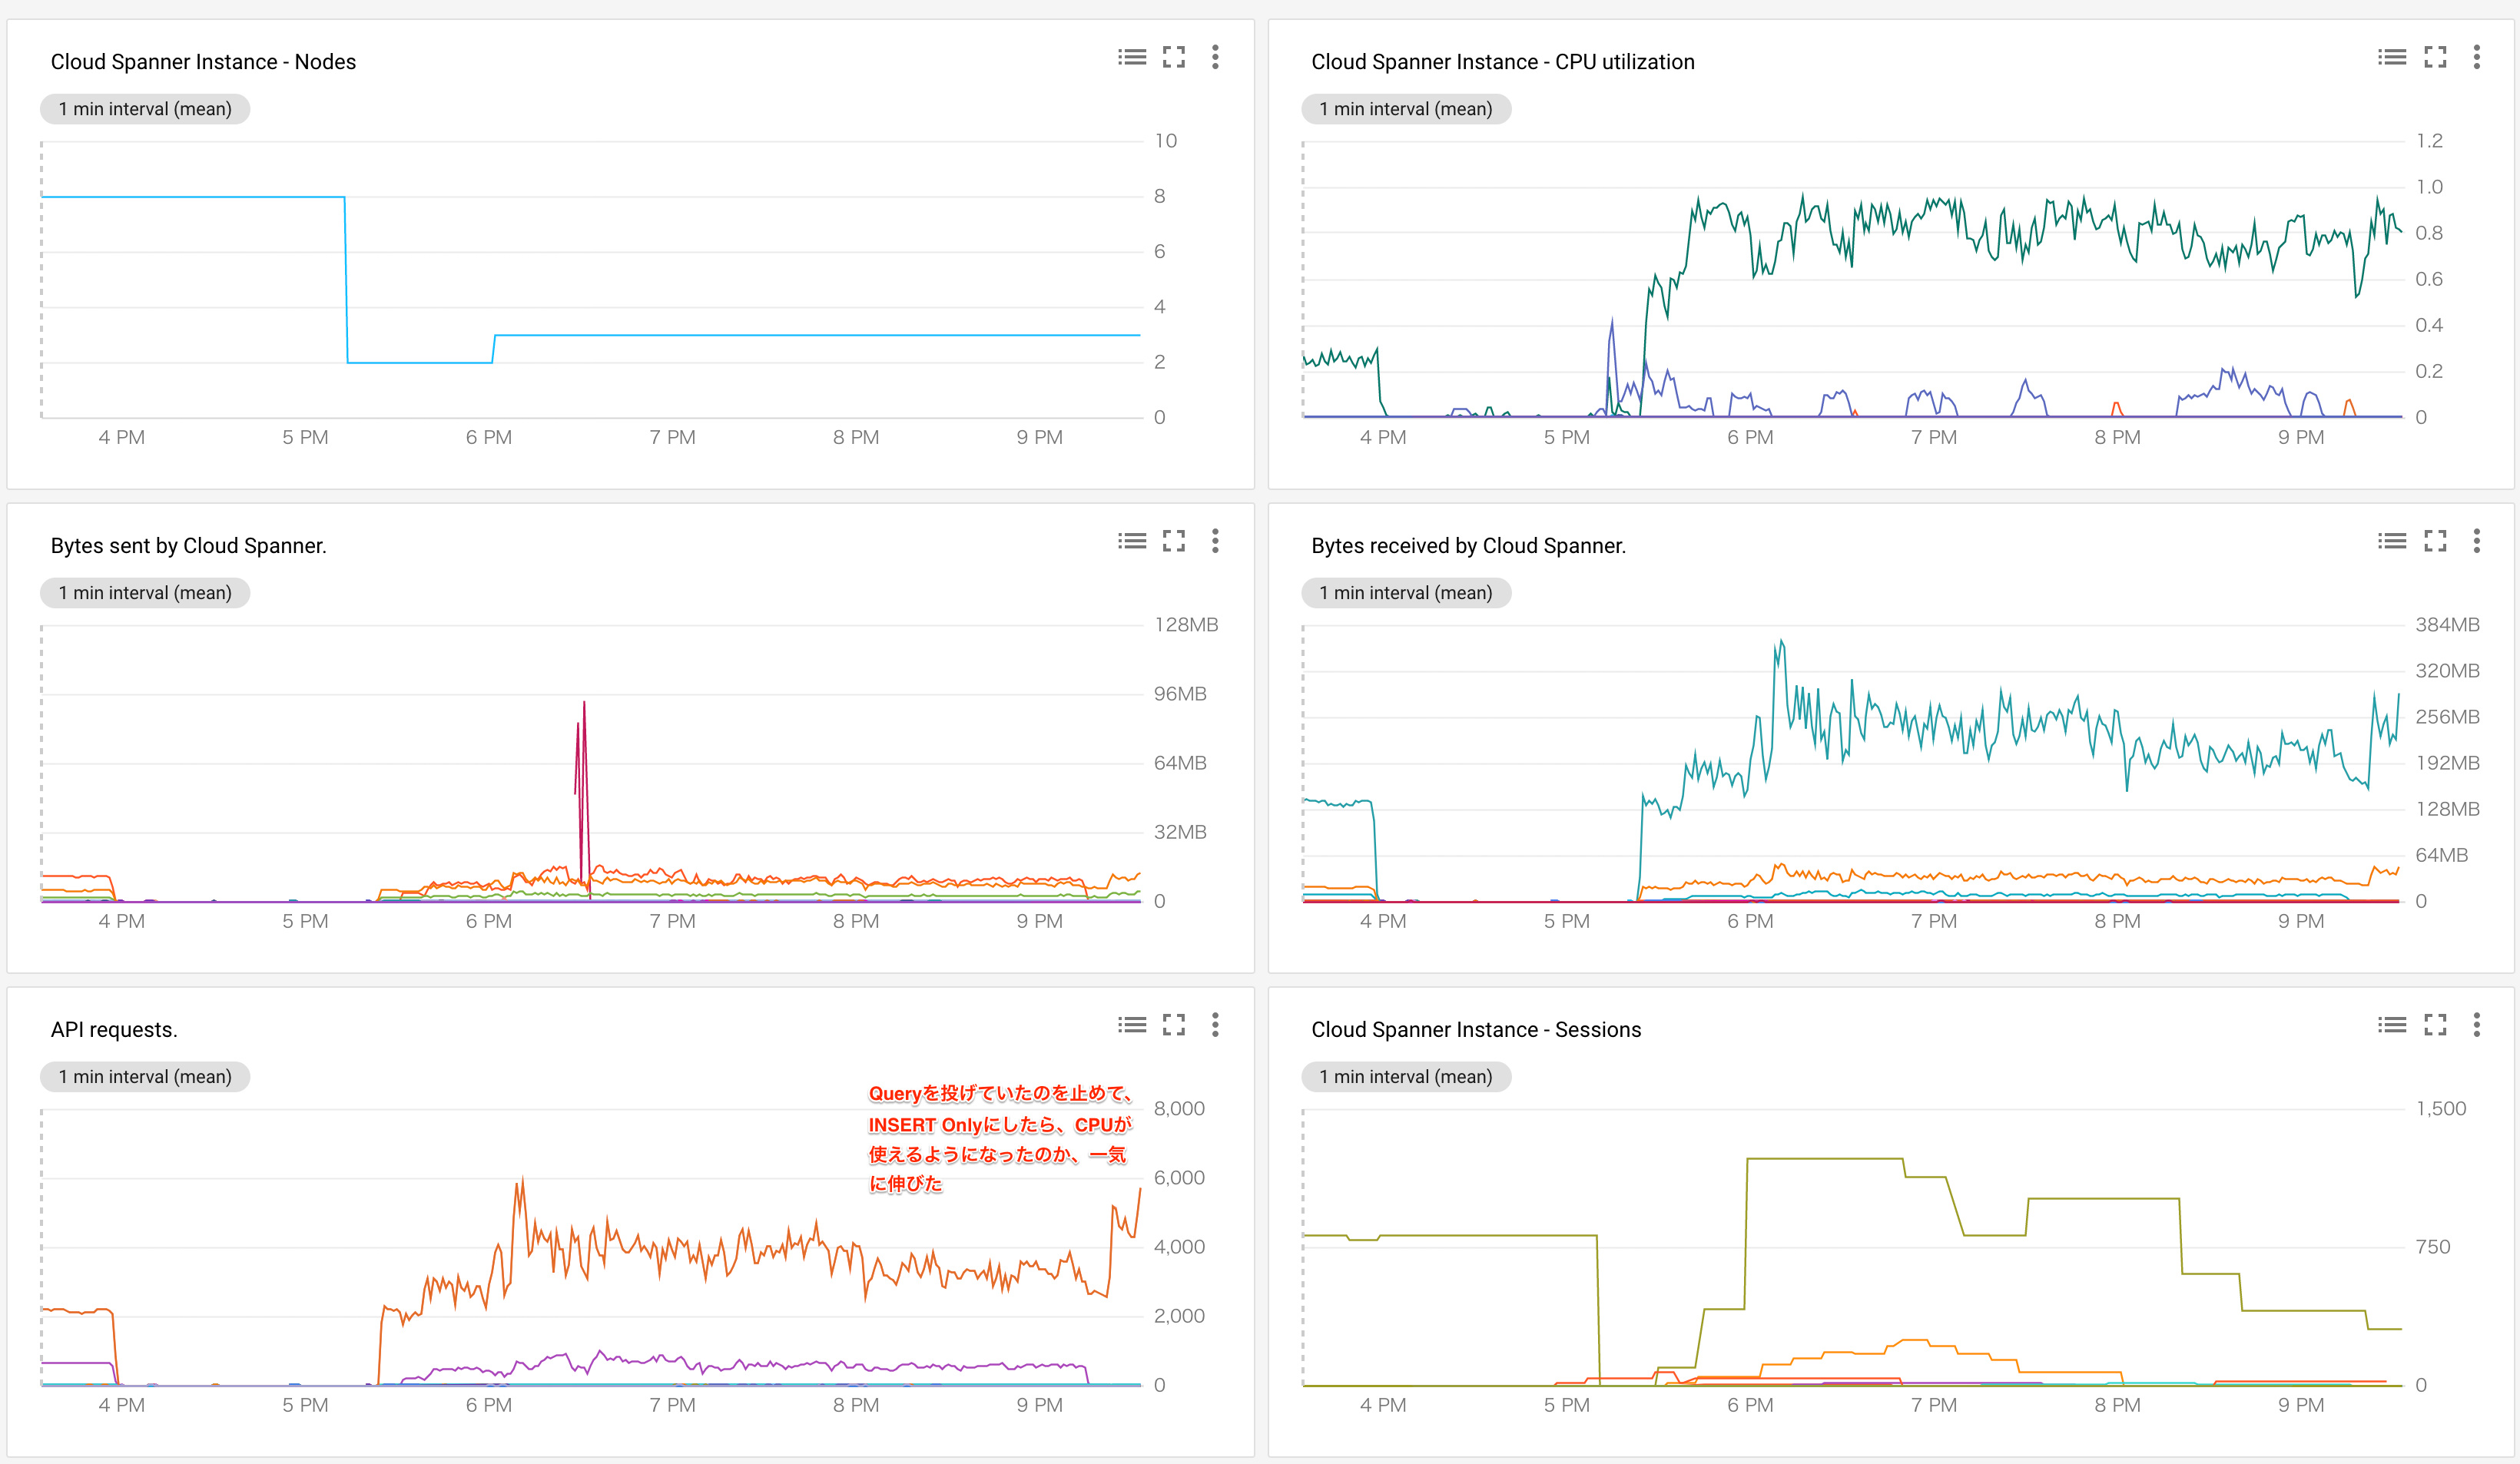 Cloud Spanner Instance - Nodes
1 min interval (mean)
10
8
6
4
2
0
4 PM 5 PM 6 PM 7 PM 8 PM 9 PM
Cloud Spanner Instance - CPU utilization
1 min interval (mean)
1.2
1.0
0.8
0.6
0.4
0.2
0
4 PM 5 PM 6 PM 7 PM 8 PM 9 PM
Bytes sent by Cloud Spanner.
1 min interval (mean)
128MB
96MB
64MB
32MB
0
4 PM 5 PM 6 PM 7 PM 8 PM 9 PM
Bytes received by Cloud Spanner.
1 min interval (mean)
384MB
320MB
256MB
192MB
128MB
64MB
0
4 PM 5 PM 6 PM 7 PM 8 PM 9 PM
API requests.
1 min interval (mean)
Queryを投げていたのを止めて、
INSERT Onlyにしたら、CPUが
使えるようになったのか、一気
に伸びた
8,000
6,000
4,000
2,000
0
4 PM 5 PM 6 PM 7 PM 8 PM 9 PM
Cloud Spanner Instance - Sessions
1 min interval (mean)
1,500
750
0
4 PM 5 PM 6 PM 7 PM 8 PM 9 PM